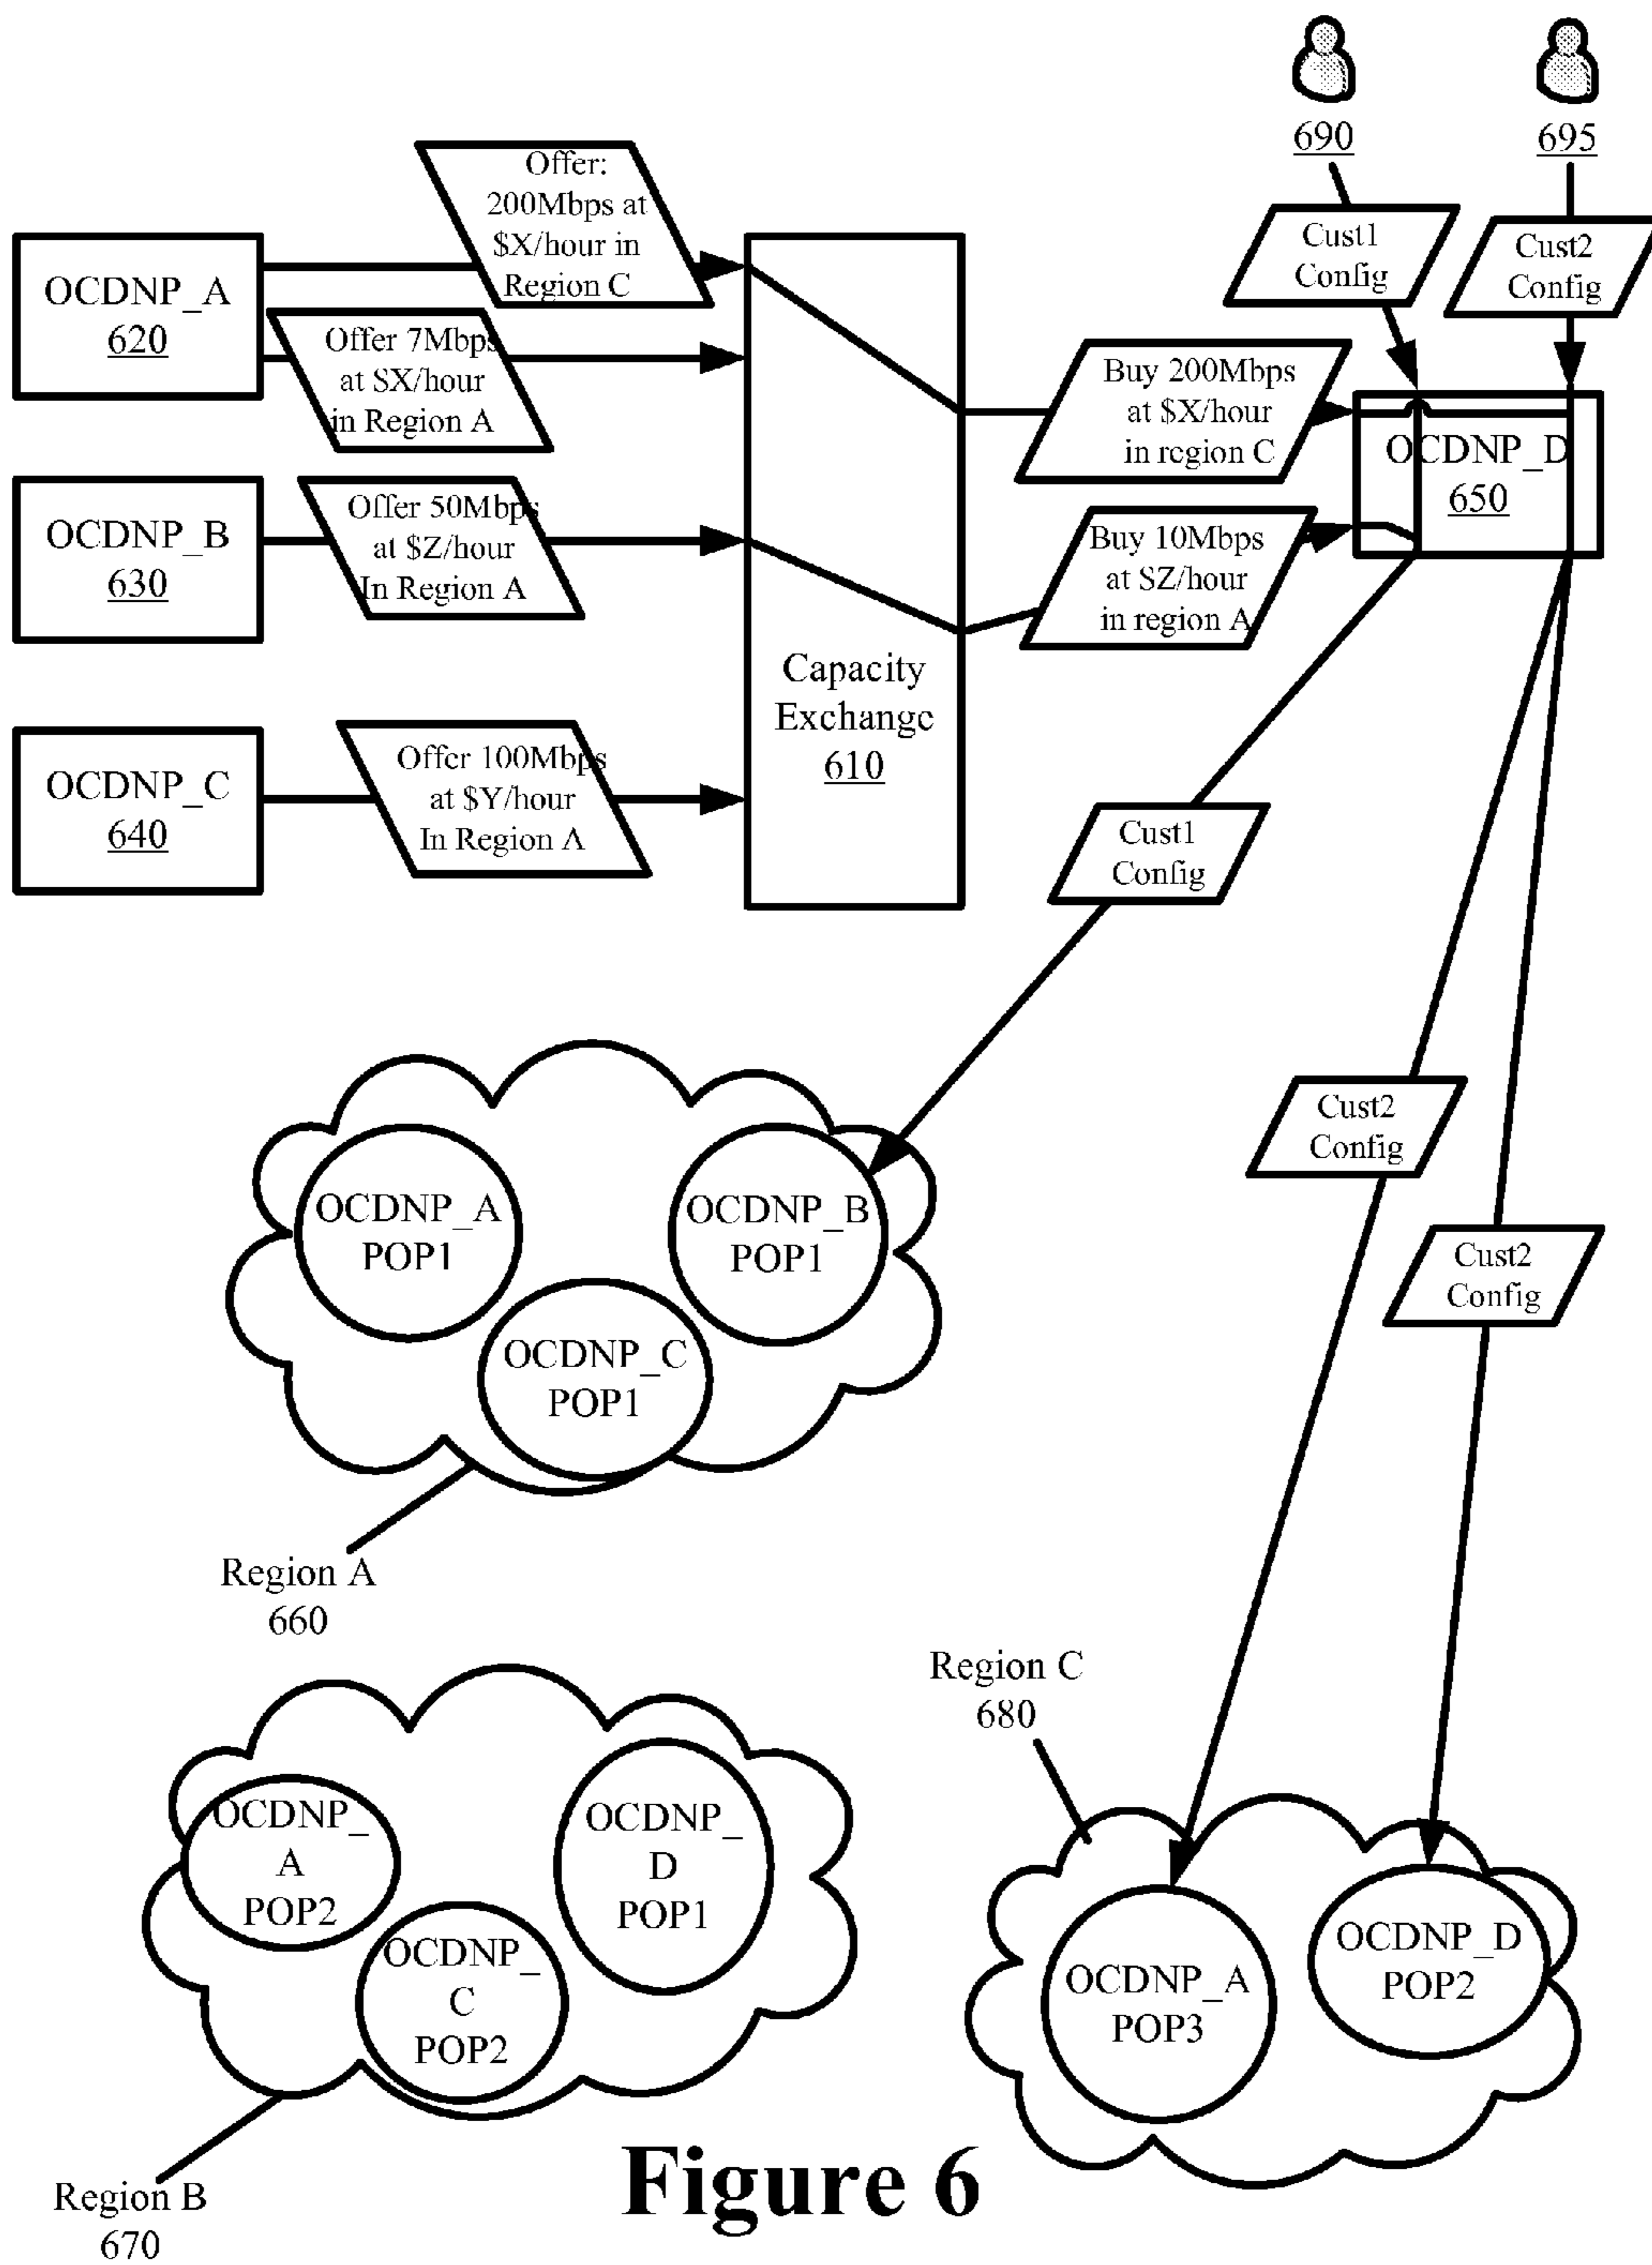 690
695
Offer:
200Mbps at
$X/hour in
Region C
Cust1
Config
Cust2
Config
OCDNP_A
620
Offer 7Mbps
at $X/hour
in Region A
Buy 200Mbps
at $X/hour
in region C
OCDNP_D
650
OCDNP_B
630
Offer 50Mbps
at $Z/hour
In Region A
Buy 10Mbps
at $Z/hour
in region A
Capacity
Exchange
610
OCDNP_C
640
Offer 100Mbps
at $Y/hour
In Region A
Cust1
Config
Cust2
Config
Cust2
Config
OCDNP_A
POP1
OCDNP_B
POP1
OCDNP_C
POP1
Region A
660
Region C
680
OCDNP_
A
POP2
OCDNP_
D
POP1
OCDNP_
C
POP2
OCDNP_A
POP3
OCDNP_D
POP2
Region B
670
Figure 6